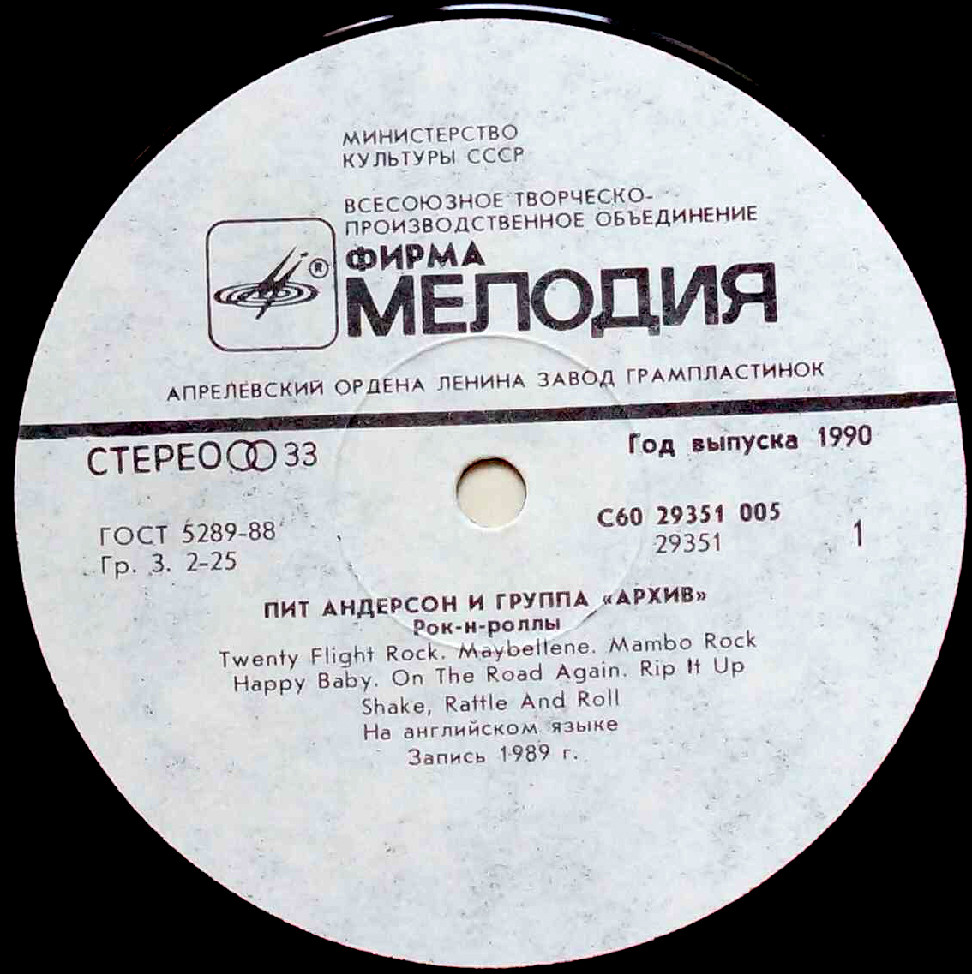 МИНИСТЕРСТВО
КУЛЬТУРЫ СССР
ВСЕСОЮЗНОЕ ТВОРЧЕСКО-
ПРОИЗВОДСТВЕННОЕ ОБЪЕДИНЕНИЕ
ФИРМА
®
МЕЛОДИЯ
АПРЕЛЕВСКИЙ ОРДЕНА ЛЕНИНА ЗАВОД ГРАМПЛАСТИНОК
СТЕРЕО 33
Год выпуска 1990
ГОСТ 5289-88
Гр. 3. 2-25
С60 29351 005
29351
1
ПИТ АНДЕРСОН И ГРУППА «АРХИВ»
Рок-н-роллы
Twenty Flight Rock. Maybellene. Mambo Rock
Happy Baby. On The Road Again. Rip It Up
Shake, Rattle And Roll
На английском языке
Запись 1989 г.